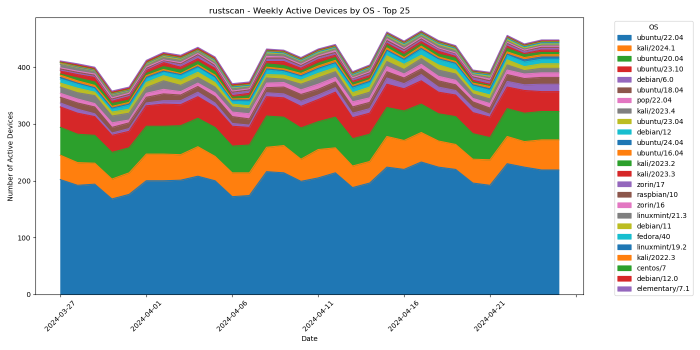 rustscan - Weekly Active Devices by OS - Top 25
Number of Active Devices
400
300
200
100
0
2024-03-27
2024-04-01
2024-04-06
2024-04-11
2024-04-16
2024-04-21
Date
OS
ubuntu/22.04
kali/2024.1
ubuntu/20.04
ubuntu/23.10
debian/6.0
ubuntu/18.04
pop/22.04
kali/2023.4
ubuntu/23.04
debian/12
ubuntu/24.04
ubuntu/16.04
kali/2023.2
kali/2023.3
zorin/17
raspbian/10
zorin/16
linuxmint/21.3
debian/11
fedora/40
linuxmint/19.2
kali/2022.3
centos/7
debian/12.0
elementary/7.1